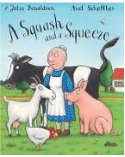 Julia Donaldson Axel Scheffler
A Squash
and a Squeeze